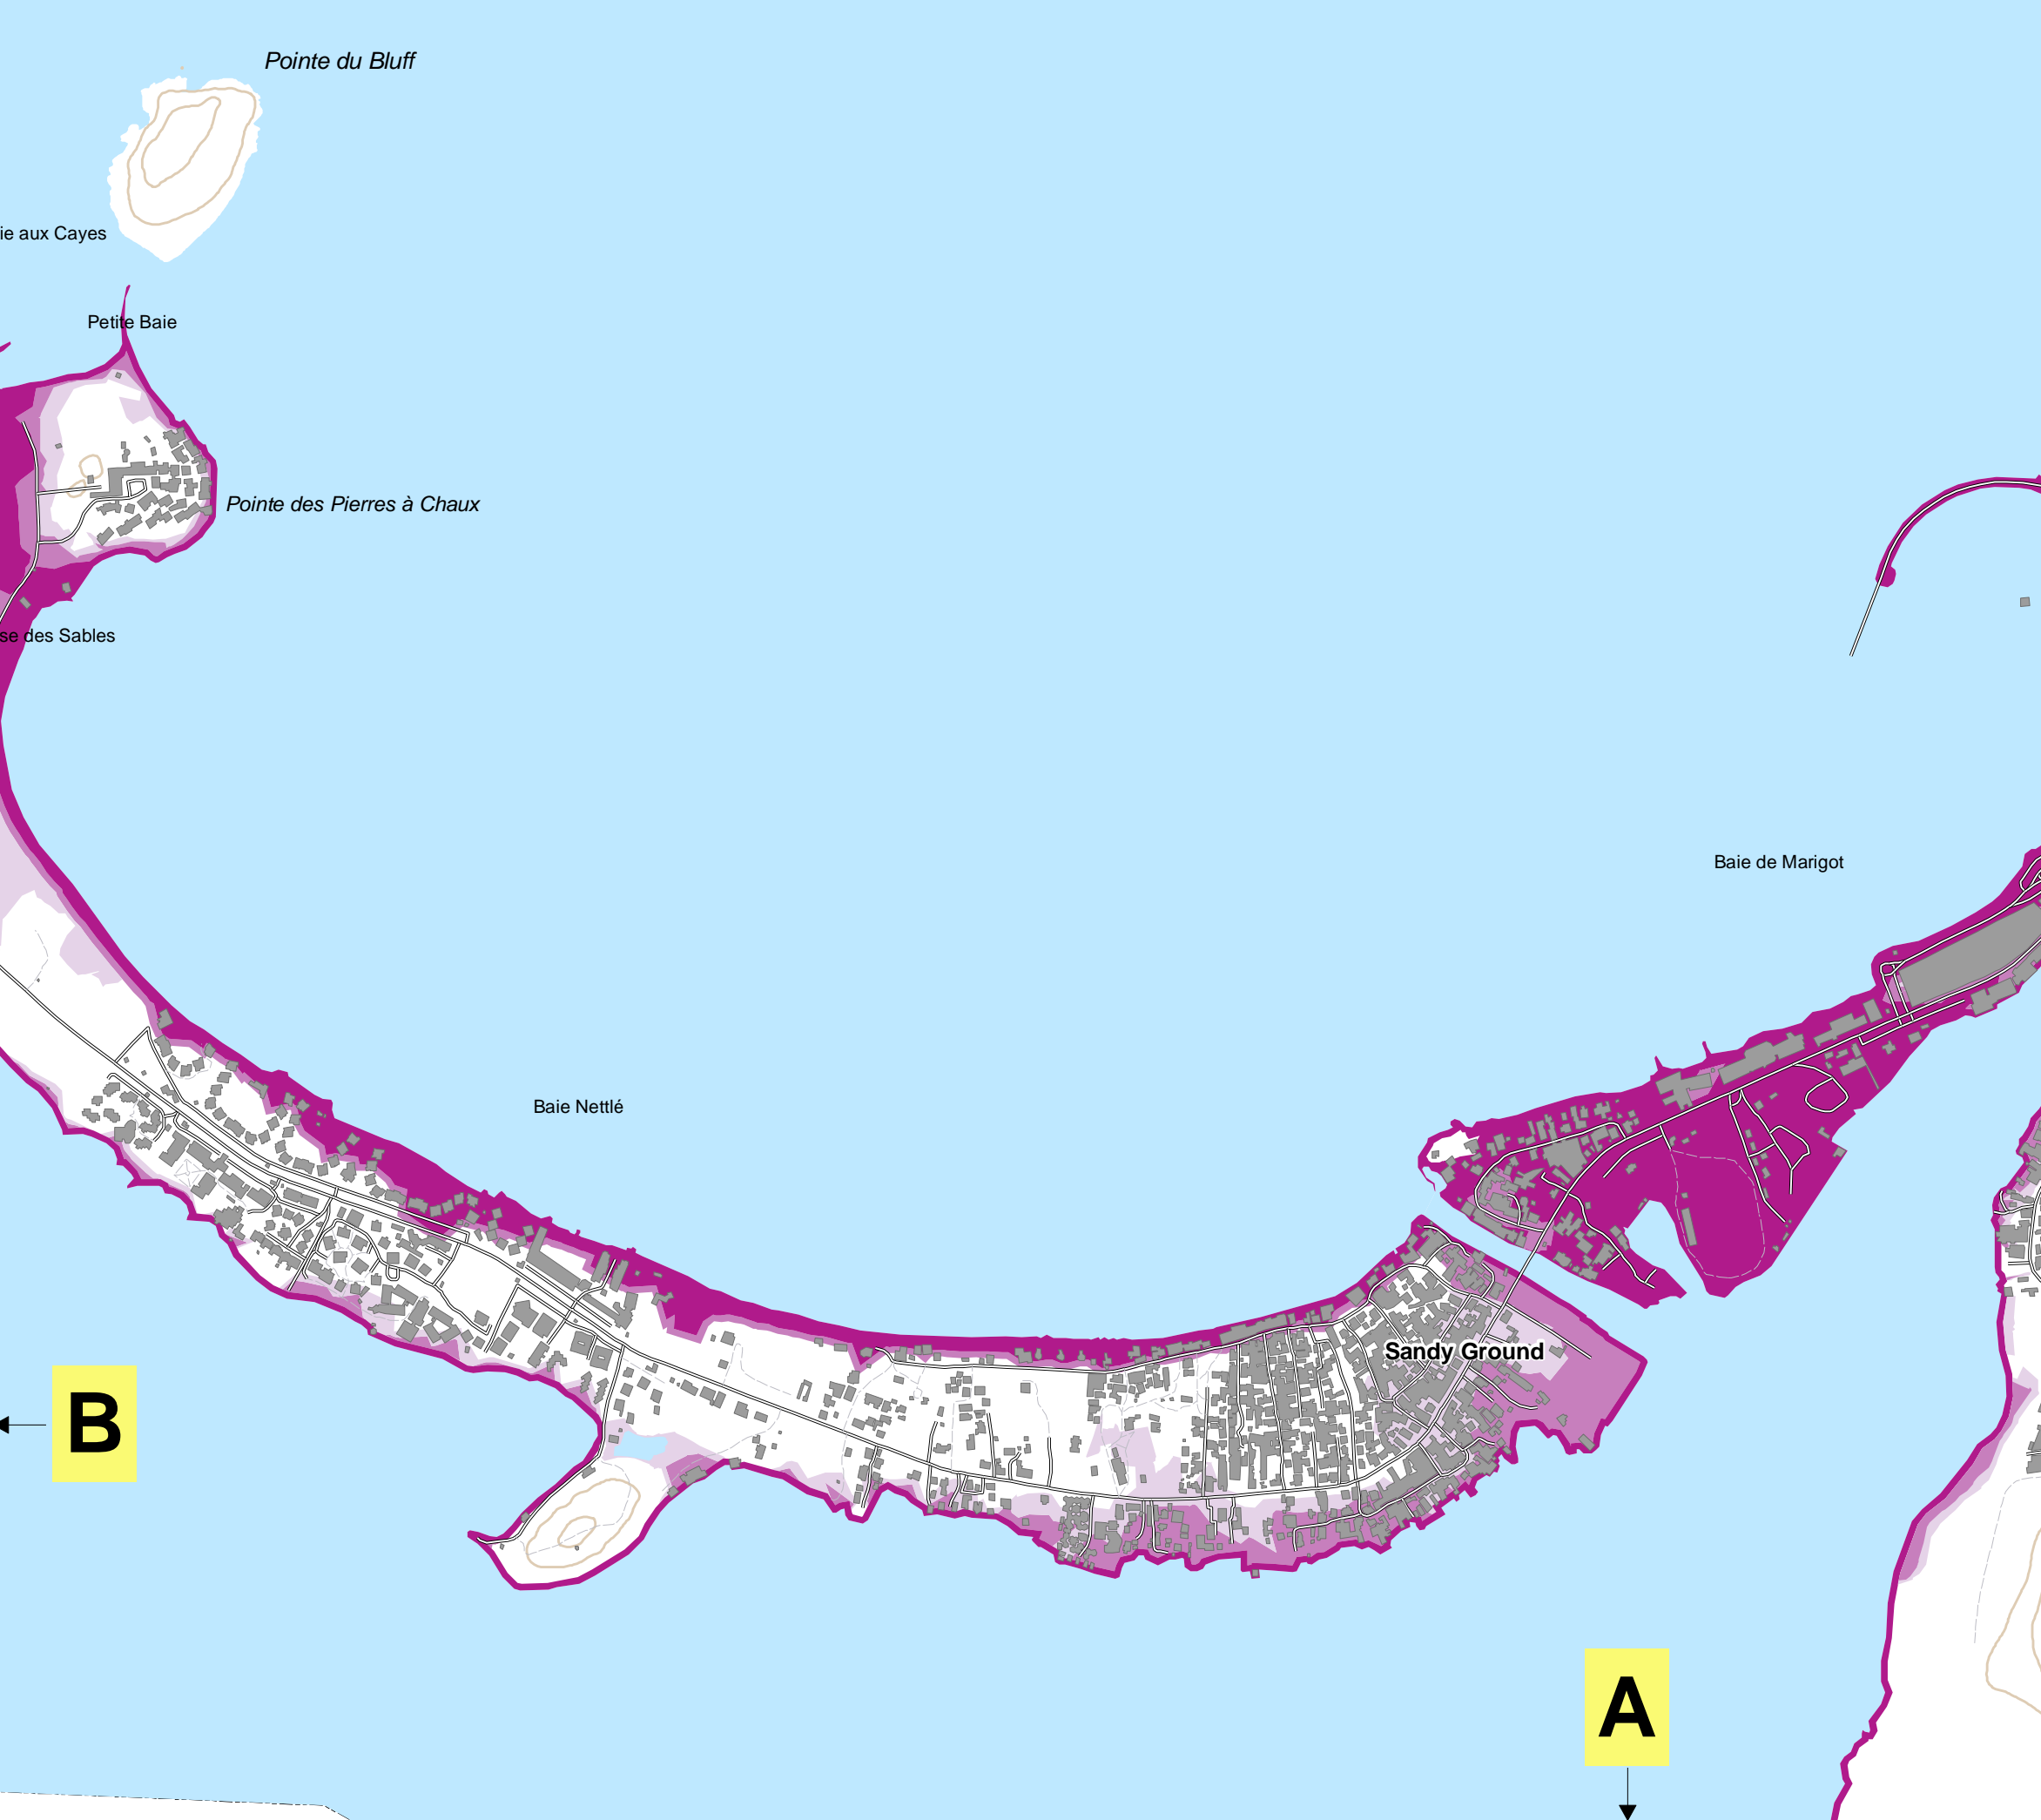 Pointe du Bluff
ie aux Cayes
Petite Baie
Pointe des Pierres à Chaux
se des Sables
Baie de Marigot
Baie Nettlé
Sandy Ground
B
A